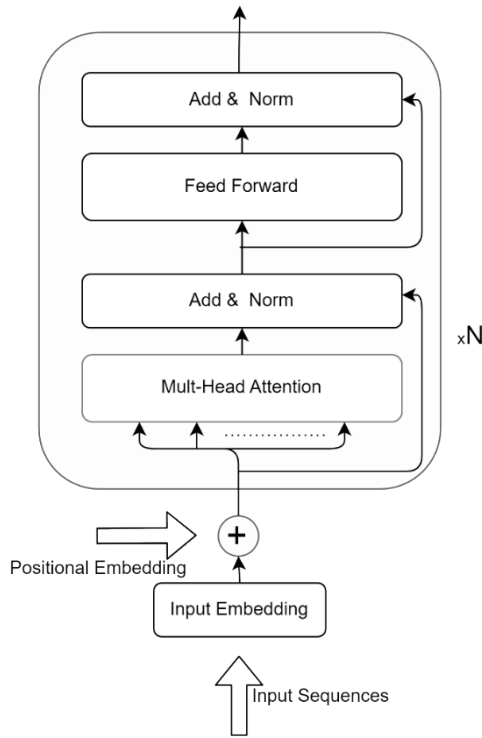 Add & Norm
Feed Forward
Add & Norm
xN
Mult-Head Attention
+
Positional Embedding
Input Embedding
Input Sequences